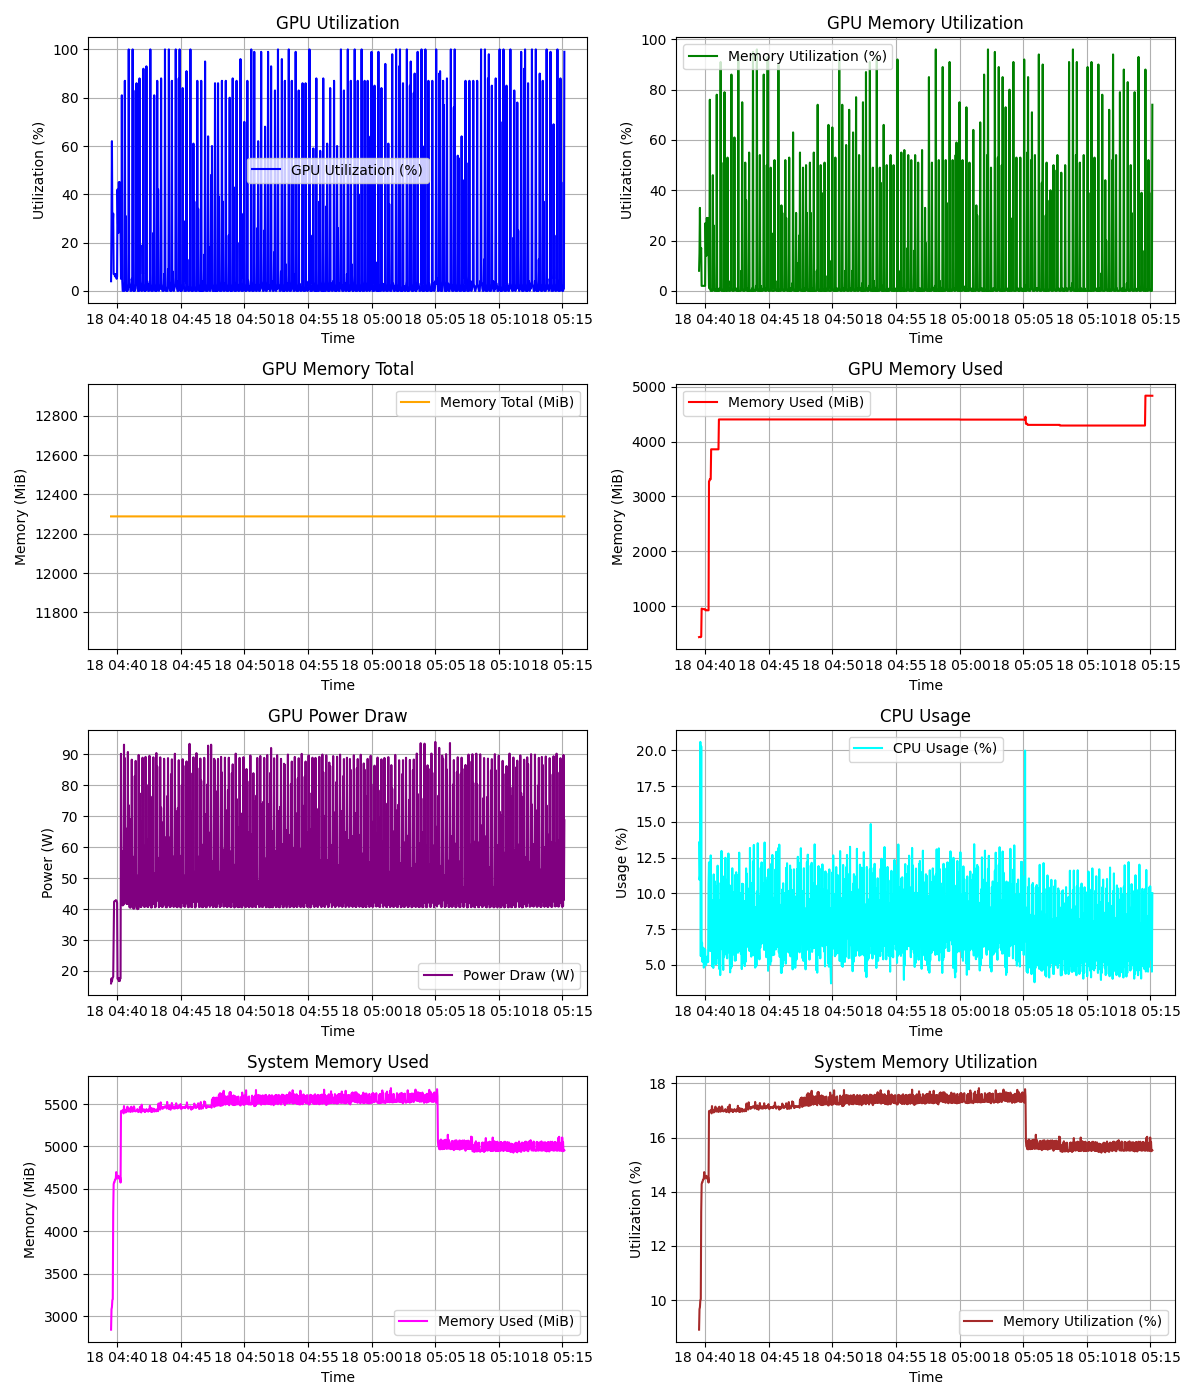 GPU Utilization
Utilization (%)
100
80
60
40
20
0
GPU Utilization (%)
18 04:40 18 04:45 18 04:50 18 04:55 18 05:00 18 05:05 18 05:10 18 05:15
Time
GPU Memory Utilization
Utilization (%)
100
80
60
40
20
0
Memory Utilization (%)
18 04:40 18 04:45 18 04:50 18 04:55 18 05:00 18 05:05 18 05:10 18 05:15
Time
GPU Memory Total
Memory (MiB)
12800
12600
12400
12200
12000
11800
Memory Total (MiB)
18 04:40 18 04:45 18 04:50 18 04:55 18 05:00 18 05:05 18 05:10 18 05:15
Time
GPU Memory Used
Memory (MiB)
5000
4000
3000
2000
1000
Memory Used (MiB)
18 04:40 18 04:45 18 04:50 18 04:55 18 05:00 18 05:05 18 05:10 18 05:15
Time
GPU Power Draw
Power (W)
90
80
70
60
50
40
30
20
Power Draw (W)
18 04:40 18 04:45 18 04:50 18 04:55 18 05:00 18 05:05 18 05:10 18 05:15
Time
CPU Usage
Usage (%)
20.0
17.5
15.0
12.5
10.0
7.5
5.0
CPU Usage (%)
18 04:40 18 04:45 18 04:50 18 04:55 18 05:00 18 05:05 18 05:10 18 05:15
Time
System Memory Used
Memory (MiB)
5500
5000
4500
4000
3500
3000
Memory Used (MiB)
18 04:40 18 04:45 18 04:50 18 04:55 18 05:00 18 05:05 18 05:10 18 05:15
Time
System Memory Utilization
Utilization (%)
18
16
14
12
10
Memory Utilization (%)
18 04:40 18 04:45 18 04:50 18 04:55 18 05:00 18 05:05 18 05:10 18 05:15
Time